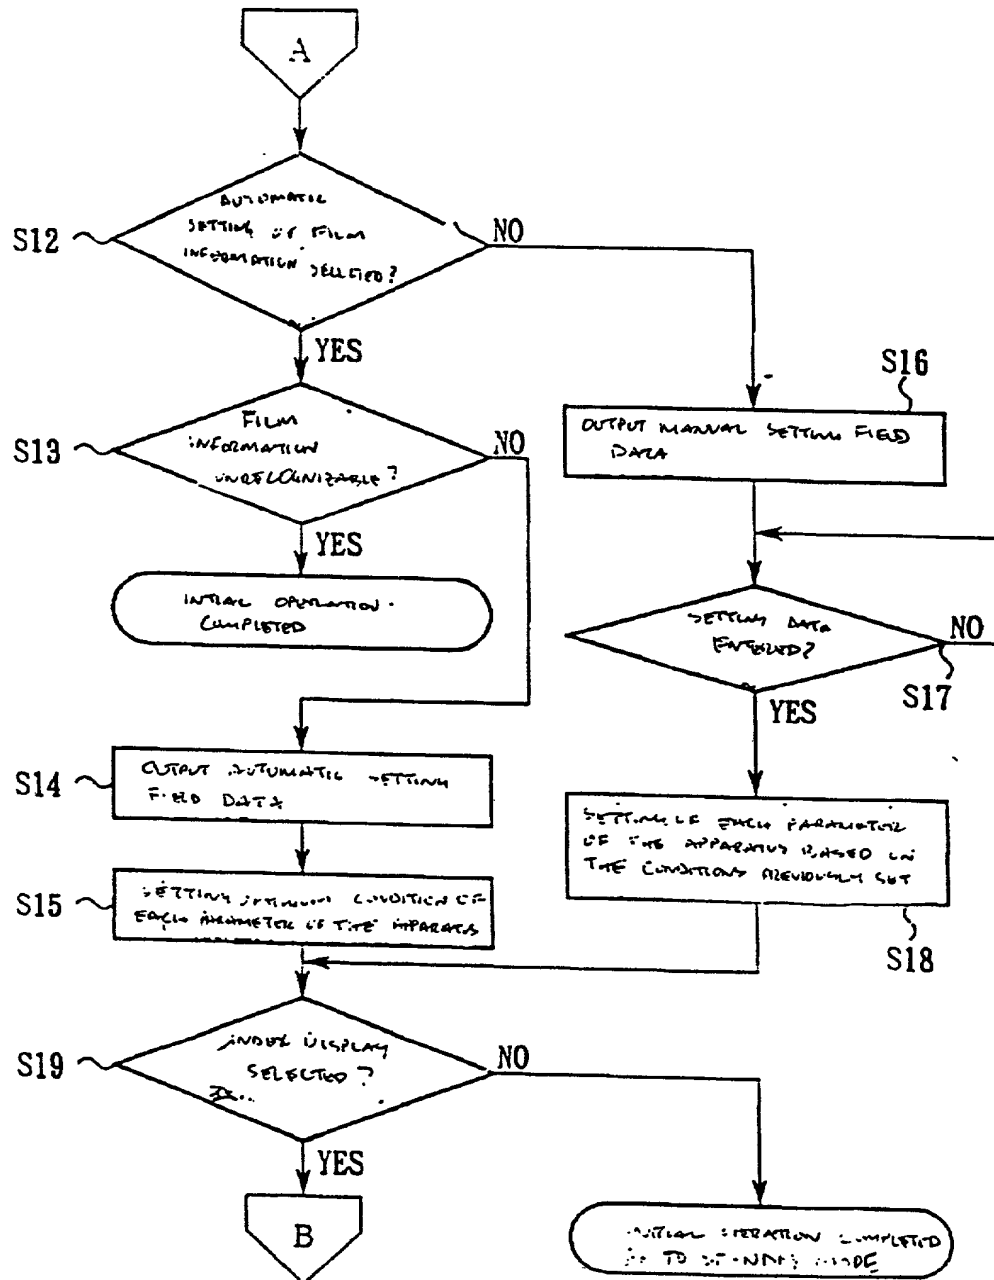 A
AUTOMATIC
SETTING OF FILM
INFORMATION SELECTED?
S12
NO
YES
FILM
INFORMATION
UNRECOGNIZABLE?
S13
NO
YES
INITIAL OPERATION
COMPLETED
S16
OUTPUT MANUAL SETTING FIELD
DATA
SETTING DATA
ENTERED?
NO
S17
YES
S14
OUTPUT AUTOMATIC SETTING
FIELD DATA
S15
SETTING OPTIMUM CONDITION OF
EACH PARAMETER OF THE APPARATUS
SETTING OF EACH PARAMETER
OF THE APPARATUS BASED ON
THE CONDITIONS PREVIOUSLY SET
S18
S19
INDEX DISPLAY
SELECTED?
NO
YES
B
INITIAL OPERATION COMPLETED
TO MODE